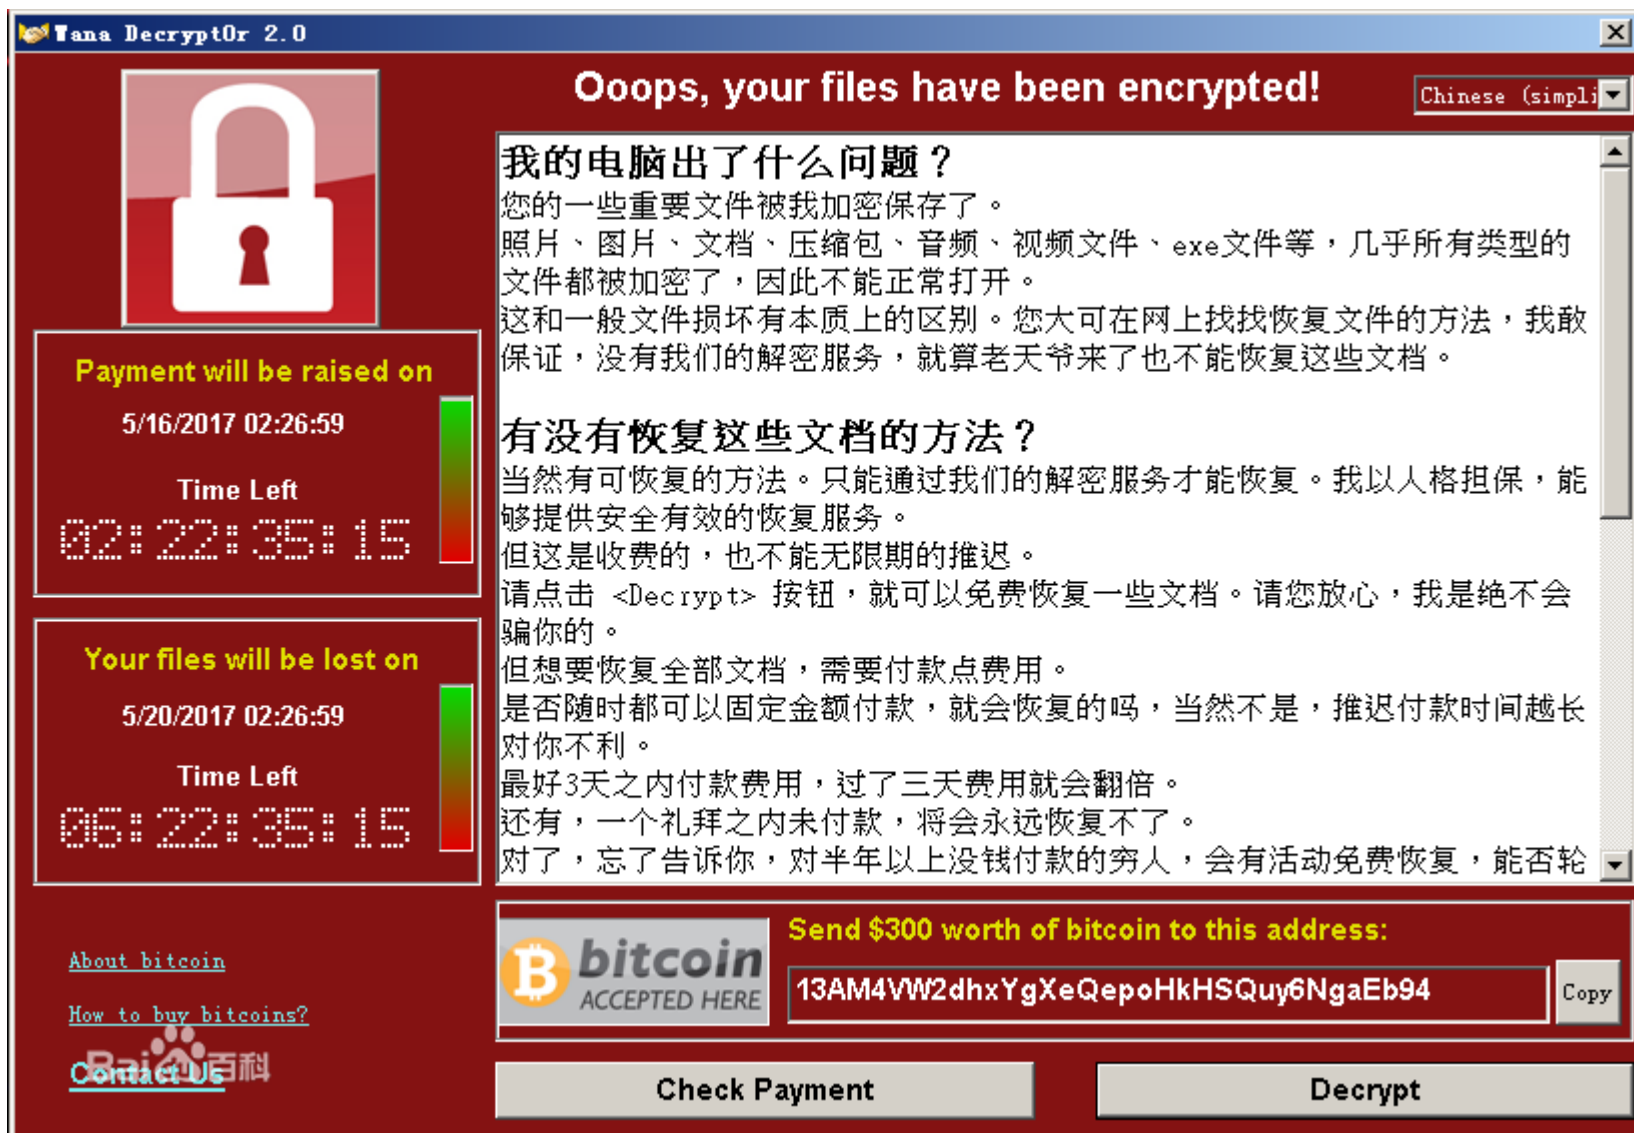 Wana Decrypt0r 2.0
Ooops, your files have been encrypted!
Chinese (simpli
我的电脑出了什么问题？
您的一些重要文件被我加密保存了。
照片、图片、文档、压缩包、音频、视频文件、exe文件等，几乎所有类型的
文件都被加密了，因此不能正常打开。
这和一般文件损坏有本质上的区别。您大可在网上找找恢复文件的方法，我敢
保证，没有我们的解密服务，就算老天爷来了也不能恢复这些文档。
有没有恢复这些文档的方法？
当然有可恢复的方法。只能通过我们的解密服务才能恢复。我以人格担保，能
够提供安全有效的恢复服务。
但这是收费的，也不能无限期的推迟。
请点击 <Decrypt> 按钮，就可以免费恢复一些文档。请您放心，我是绝不会
骗你的。
但想要恢复全部文档，需要付款点费用。
是否随时都可以固定金额付款，就会恢复的吗，当然不是，推迟付款时间越长
对你不利。
最好3天之内付款费用，过了三天费用就会翻倍。
还有，一个礼拜之内未付款，将会永远恢复不了。
对了，忘了告诉你，对半年以上没钱付款的穷人，会有活动免费恢复，能否轮
Payment will be raised on
5/16/2017 02:26:59
Time Left
02:22:35:15
Your files will be lost on
5/20/2017 02:26:59
Time Left
06:22:35:15
About bitcoin
How to buy bitcoins?
Contact Us
Bai百科
bitcoin
ACCEPTED HERE
Send $300 worth of bitcoin to this address:
13AM4VW2dhxYgXeQepoHkHSQuy6NgaEb94
Copy
Check Payment
Decrypt